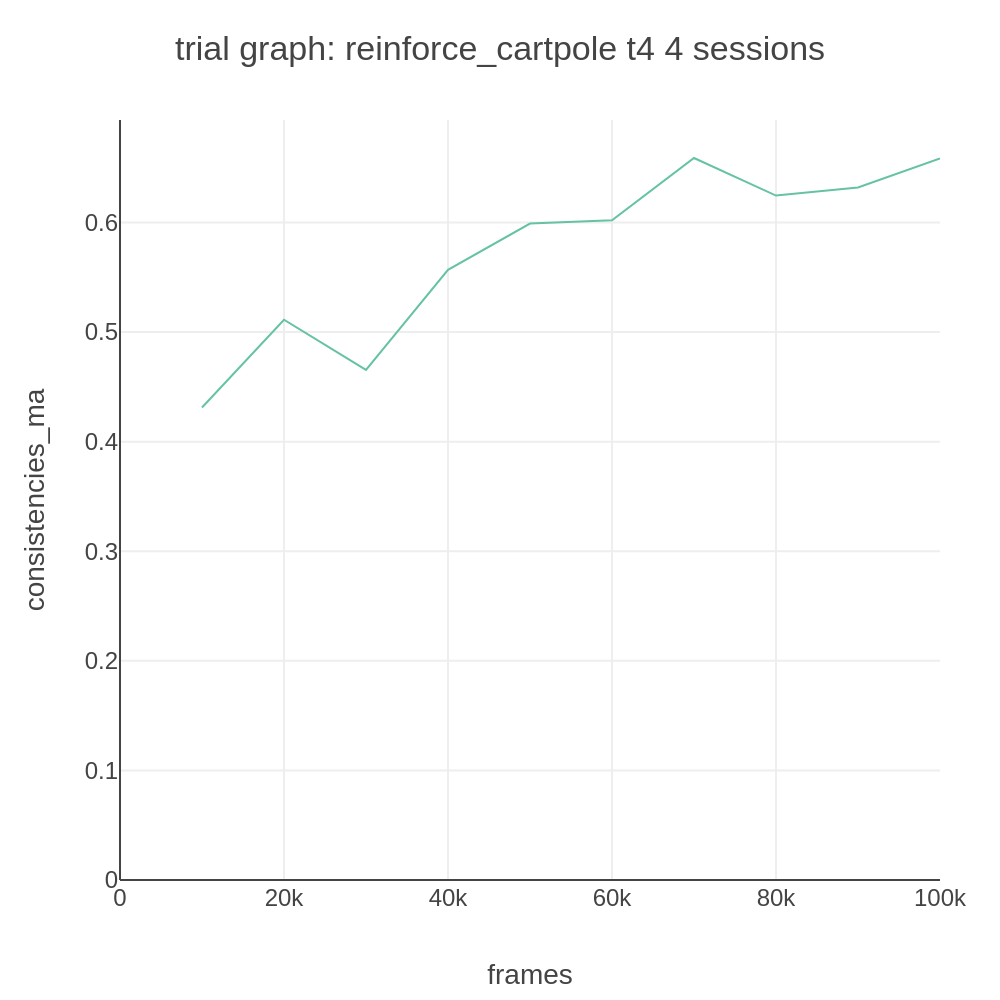 trial graph: reinforce_cartpole t4 4 sessions
consistencies_ma
0.6
0.5
0.4
0.3
0.2
0.1
0
0 20k 40k 60k 80k 100k
frames